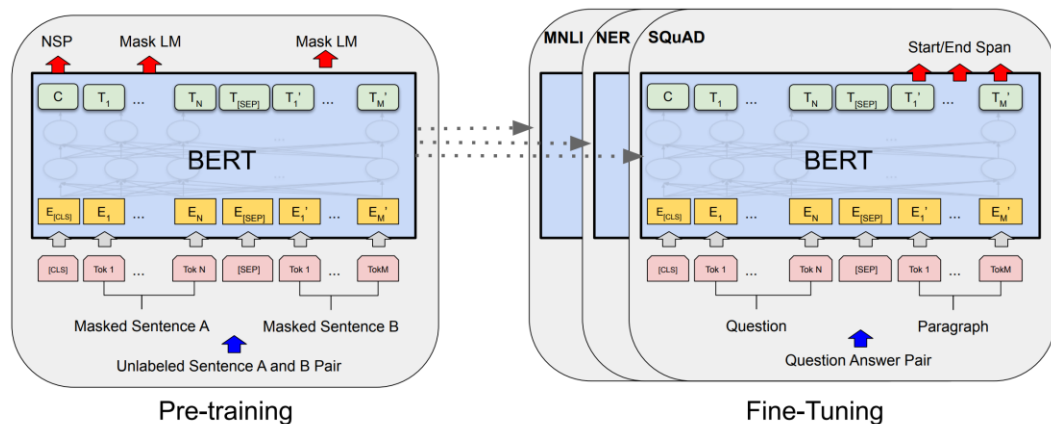 NSP Mask LM Mask LM
C T1 ... TN T[SEP] T1' ... TM'
BERT
E[CLS] E1 ... EN E[SEP] E1' ... EM'
[CLS] Tok 1 ... Tok N [SEP] Tok 1 ... TokM
Masked Sentence A Masked Sentence B
Unlabeled Sentence A and B Pair
Pre-training
MNLI NER SQuAD
Start/End Span
C T1 ... TN T[SEP] T1' ... TM'
BERT
E[CLS] E1 ... EN E[SEP] E1' ... EM'
[CLS] Tok 1 ... Tok N [SEP] Tok 1 ... TokM
Question Paragraph
Question Answer Pair
Fine-Tuning